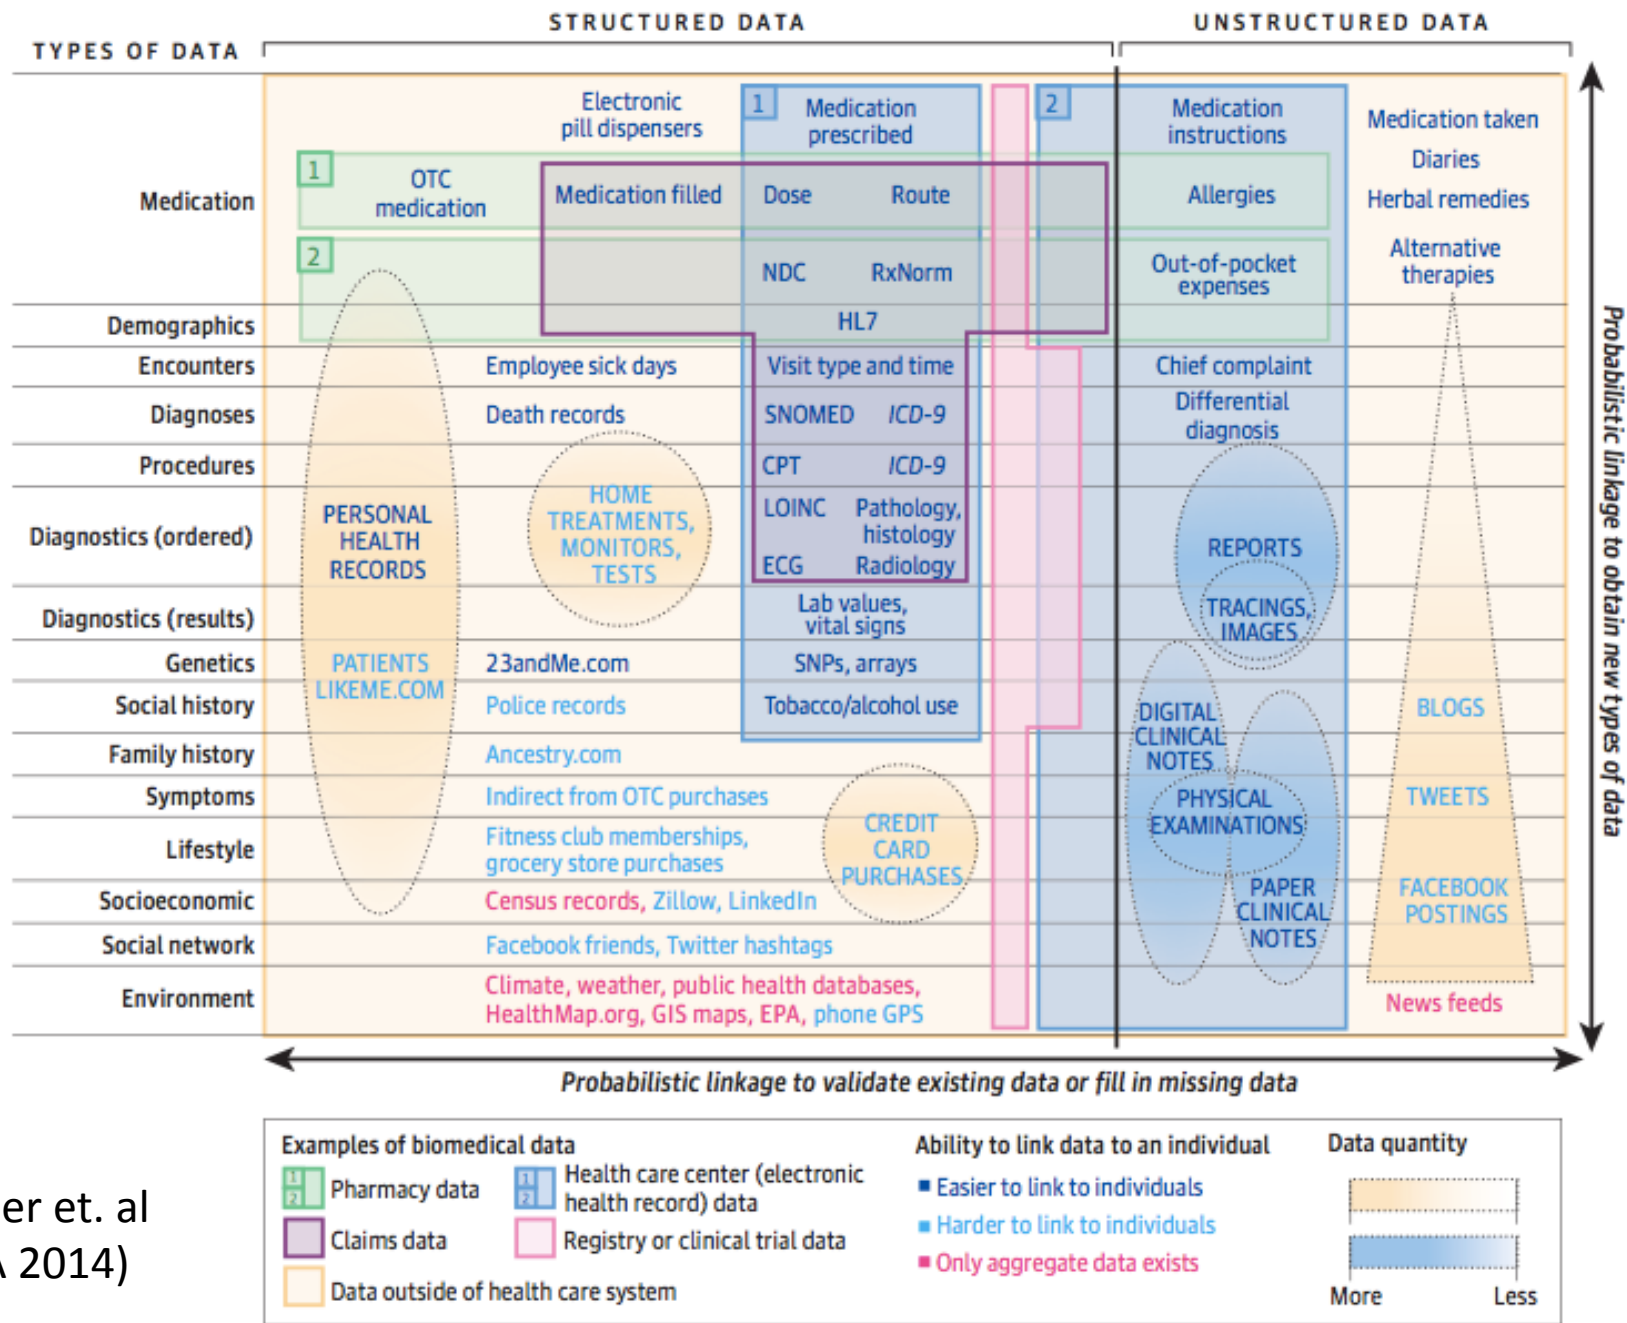 STRUCTURED DATA
UNSTRUCTURED DATA
TYPES OF DATA
Electronic
pill dispensers
1
Medication
prescribed
2
Medication
instructions
Medication taken
Diaries
Herbal remedies
Alternative
therapies
Medication
1
OTC
medication
Medication filled
Dose
Route
Allergies
2
NDC
RxNorm
Out-of-pocket
expenses
Demographics
HL7
Encounters
Employee sick days
Visit type and time
Chief complaint
Diagnoses
Death records
SNOMED
ICD-9
Differential
diagnosis
Procedures
CPT
ICD-9
Diagnostics (ordered)
PERSONAL
HEALTH
RECORDS
HOME
TREATMENTS,
MONITORS,
TESTS
LOINC
Pathology,
histology
ECG
Radiology
REPORTS
Diagnostics (results)
Lab values,
vital signs
TRACINGS,
IMAGES
Genetics
PATIENTS
LIKEME.COM
23andMe.com
SNPs, arrays
Social history
Police records
Tobacco/alcohol use
DIGITAL
CLINICAL
NOTES
BLOGS
Family history
Ancestry.com
Symptoms
Indirect from OTC purchases
PHYSICAL
EXAMINATIONS
TWEETS
Lifestyle
Fitness club memberships,
grocery store purchases
CREDIT
CARD
PURCHASES
Socioeconomic
Census records, Zillow, LinkedIn
PAPER
CLINICAL
NOTES
FACEBOOK
POSTINGS
Social network
Facebook friends, Twitter hashtags
Environment
Climate, weather, public health databases,
HealthMap.org, GIS maps, EPA, phone GPS
News feeds
Probabilistic linkage to obtain new types of data
Probabilistic linkage to validate existing data or fill in missing data
Examples of biomedical data
1
2
Pharmacy data
1
2
Health care center (electronic
health record) data
Claims data
Registry or clinical trial data
Data outside of health care system
Ability to link data to an individual
Easier to link to individuals
Harder to link to individuals
Only aggregate data exists
Data quantity
More
Less
er et. al
A 2014)